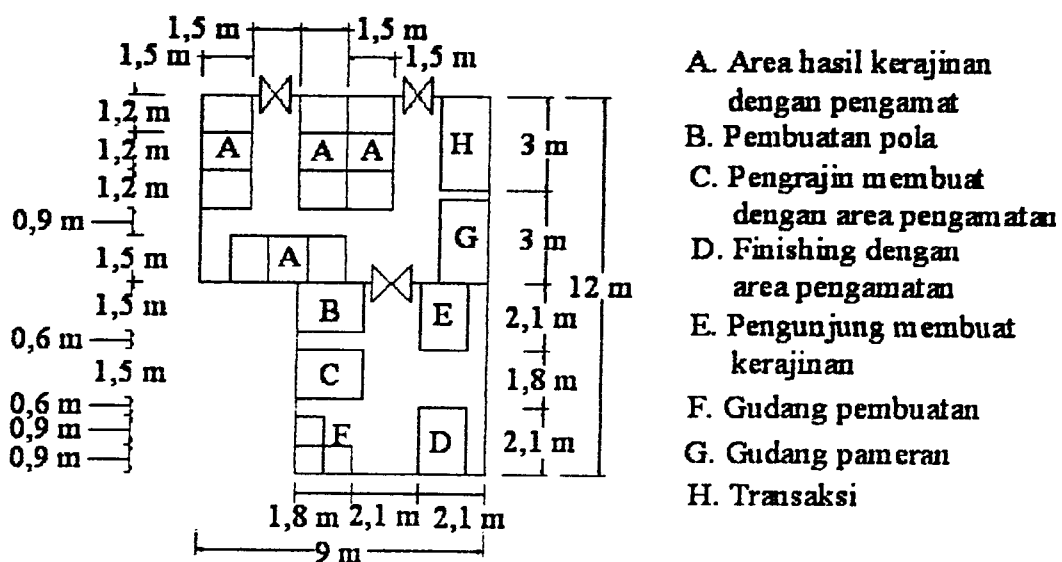 1,5 m
1,5 m
1,5 m
1,5 m
1,2 m
1,2 m
1,2 m
0,9 m
1,5 m
1,5 m
0,6 m
1,5 m
0,6 m
0,9 m
0,9 m
A
A
A
H
G
A
B
E
C
F
D
3 m
3 m
12 m
2,1 m
1,8 m
2,1 m
1,8 m
2,1 m
2,1 m
9 m
A. Area hasil kerajinan
dengan pengamat
B. Pembuatan pola
C. Pengrajin membuat
dengan area pengamatan
D. Finishing dengan
area pengamatan
E. Pengunjung membuat
kerajinan
F. Gudang pembuatan
G. Gudang pameran
H. Transaksi